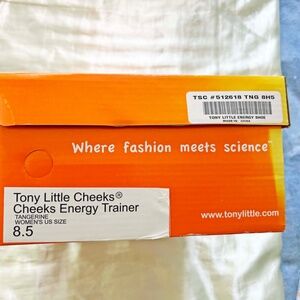 TSC #512618 TNG 8H5
TONY LITTLE ENERGY SHOE
MADE IN CHINA
Where fashion meets science™
Tony Little Cheeks®
Cheeks Energy Trainer
TANGERINE
WOMEN'S US SIZE
8.5
www.tonylittle.com